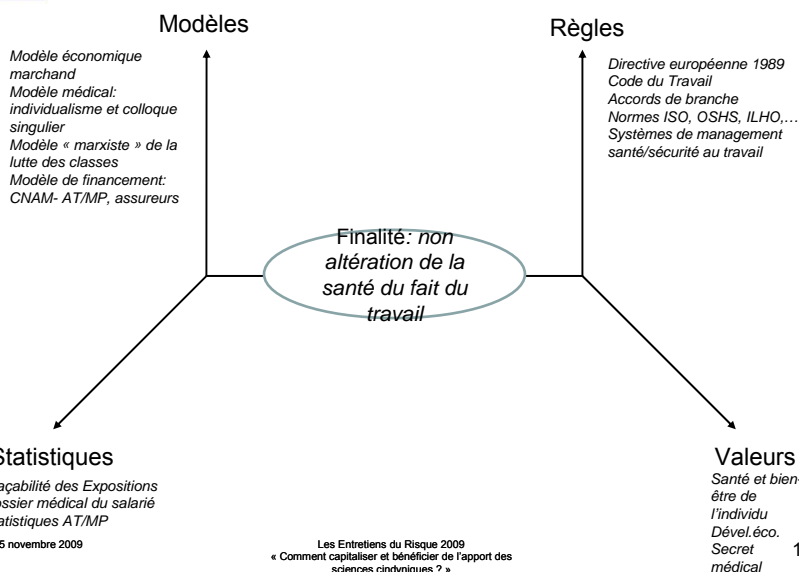 Modèles
Modèle économique
marchand
Modèle médical:
individualisme et colloque
singulier
Modèle « marxiste » de la
lutte des classes
Modèle de financement:
CNAM- AT/MP, assureurs
Règles
Directive européenne 1989
Code du Travail
Accords de branche
Normes ISO, OSHS, ILHO,…
Systèmes de management
santé/sécurité au travail
Finalité: non
altération de la
santé du fait du
travail
Statistiques
açabilité des Expositions
ossier médical du salarié
atistiques AT/MP
Valeurs
Santé et bien-
être de
l'individu
Dével.éco.
Secret
médical
5 novembre 2009
Les Entretiens du Risque 2009
« Comment capitaliser et bénéficier de l'apport des
sciences cindyniques ? »
1